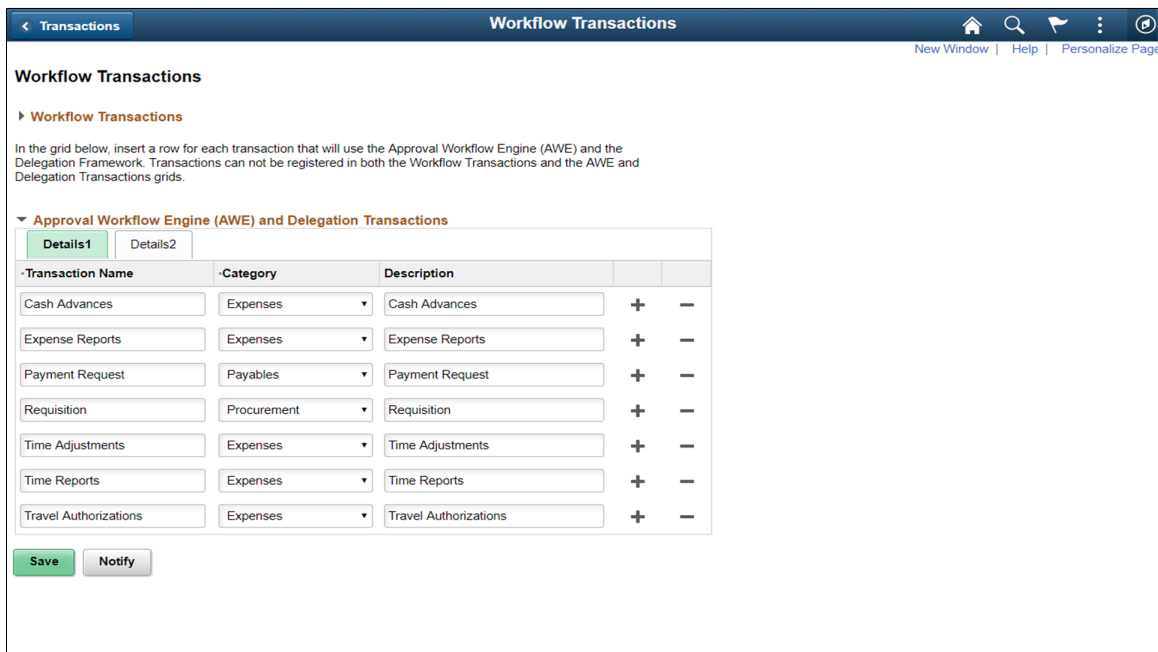 Transactions
Workflow Transactions
New Window | Help | Personalize Page
Workflow Transactions
Workflow Transactions
In the grid below, insert a row for each transaction that will use the Approval Workflow Engine (AWE) and the
Delegation Framework. Transactions can not be registered in both the Workflow Transactions and the AWE and
Delegation Transactions grids.
Approval Workflow Engine (AWE) and Delegation Transactions
Details1 Details2
*Transaction Name *Category Description
Cash Advances Expenses Cash Advances
Expense Reports Expenses Expense Reports
Payment Request Payables Payment Request
Requisition Procurement Requisition
Time Adjustments Expenses Time Adjustments
Time Reports Expenses Time Reports
Travel Authorizations Expenses Travel Authorizations
Save Notify